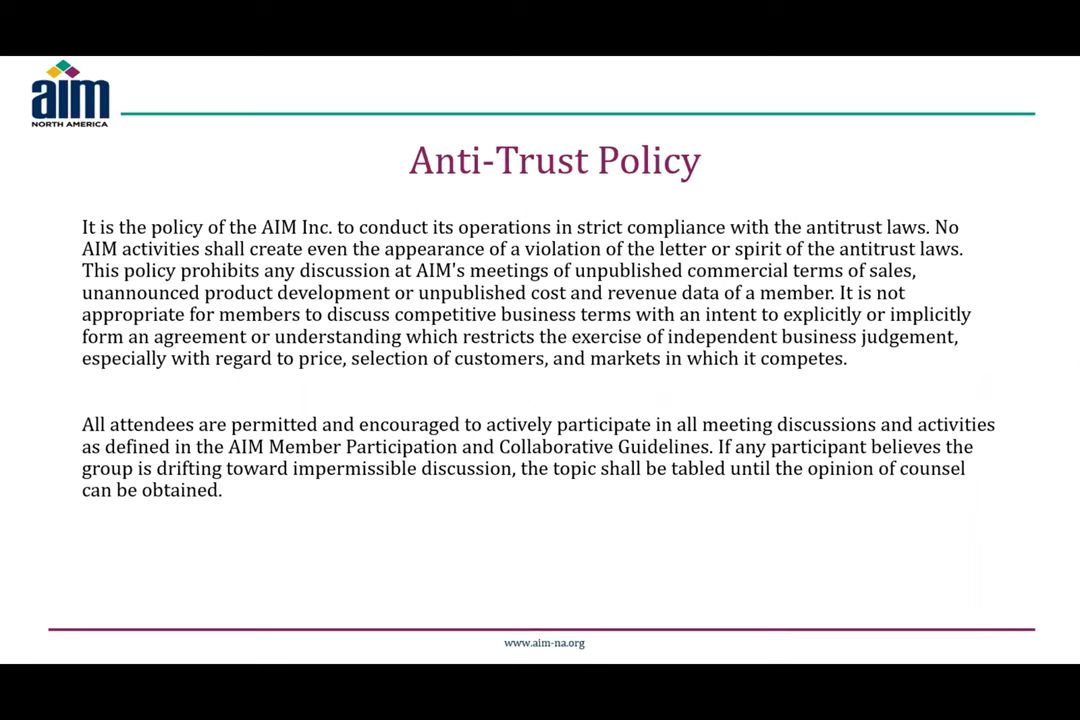 aim
NORTH AMERICA
Anti-Trust Policy
It is the policy of the AIM Inc. to conduct its operations in strict compliance with the antitrust laws. No
AIM activities shall create even the appearance of a violation of the letter or spirit of the antitrust laws.
This policy prohibits any discussion at AIM's meetings of unpublished commercial terms of sales,
unannounced product development or unpublished cost and revenue data of a member. It is not
appropriate for members to discuss competitive business terms with an intent to explicitly or implicitly
form an agreement or understanding which restricts the exercise of independent business judgement,
especially with regard to price, selection of customers, and markets in which it competes.
All attendees are permitted and encouraged to actively participate in all meeting discussions and activities
as defined in the AIM Member Participation and Collaborative Guidelines. If any participant believes the
group is drifting toward impermissible discussion, the topic shall be tabled until the opinion of counsel
can be obtained.
www.aim-na.org